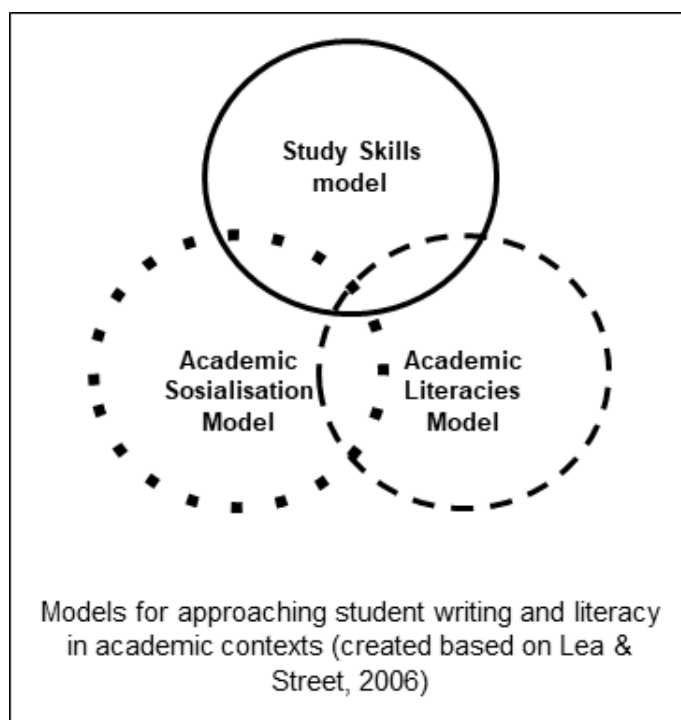 Study Skills
model
Academic
Sosialisation
Model
Academic
Literacies
Model
Models for approaching student writing and literacy
in academic contexts (created based on Lea &
Street, 2006)